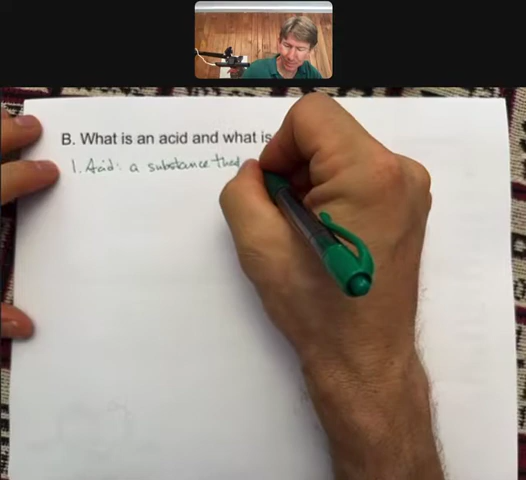 B. What is an acid and what is
1. Acid: a substance that